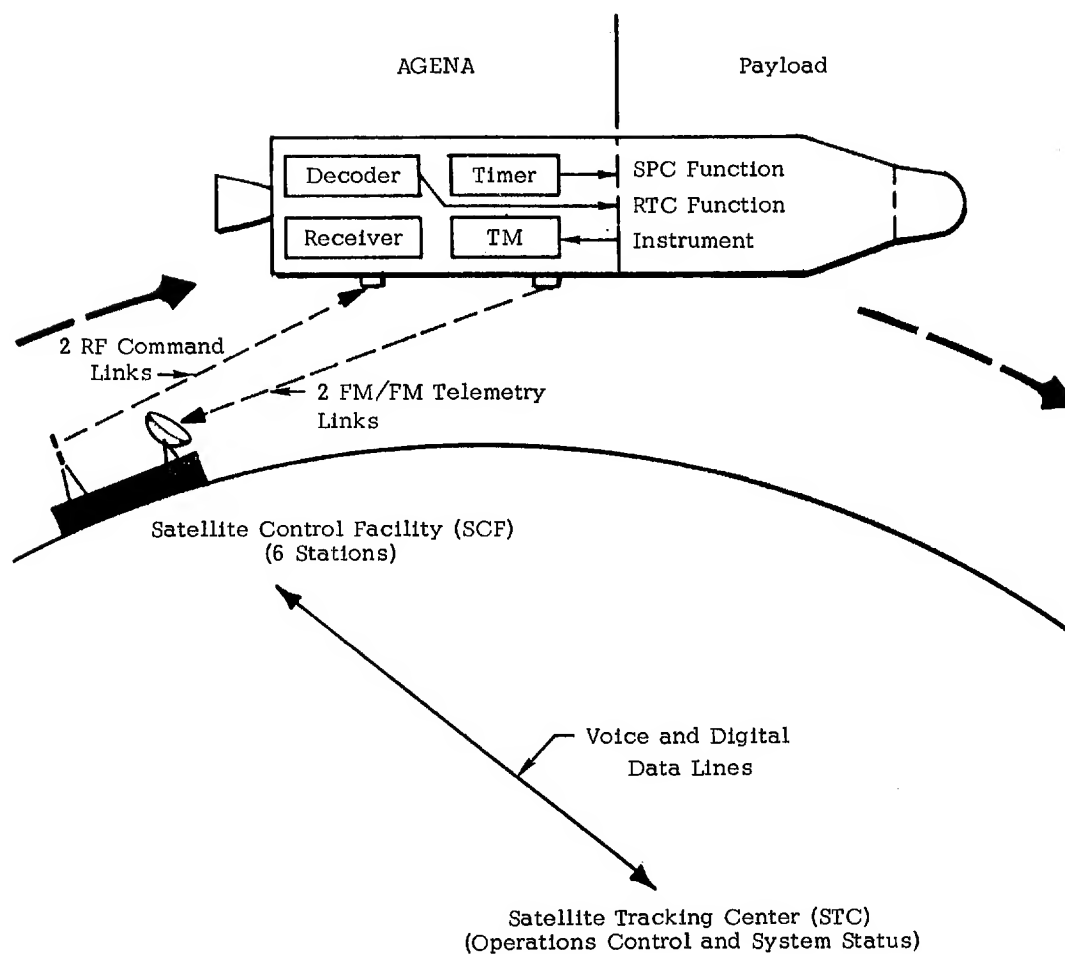 AGENA
Payload
Decoder
Timer
SPC Function
RTC Function
Receiver
TM
Instrument
2 RF Command
Links
2 FM/FM Telemetry
Links
Satellite Control Facility (SCF)
(6 Stations)
Voice and Digital
Data Lines
Satellite Tracking Center (STC)
(Operations Control and System Status)